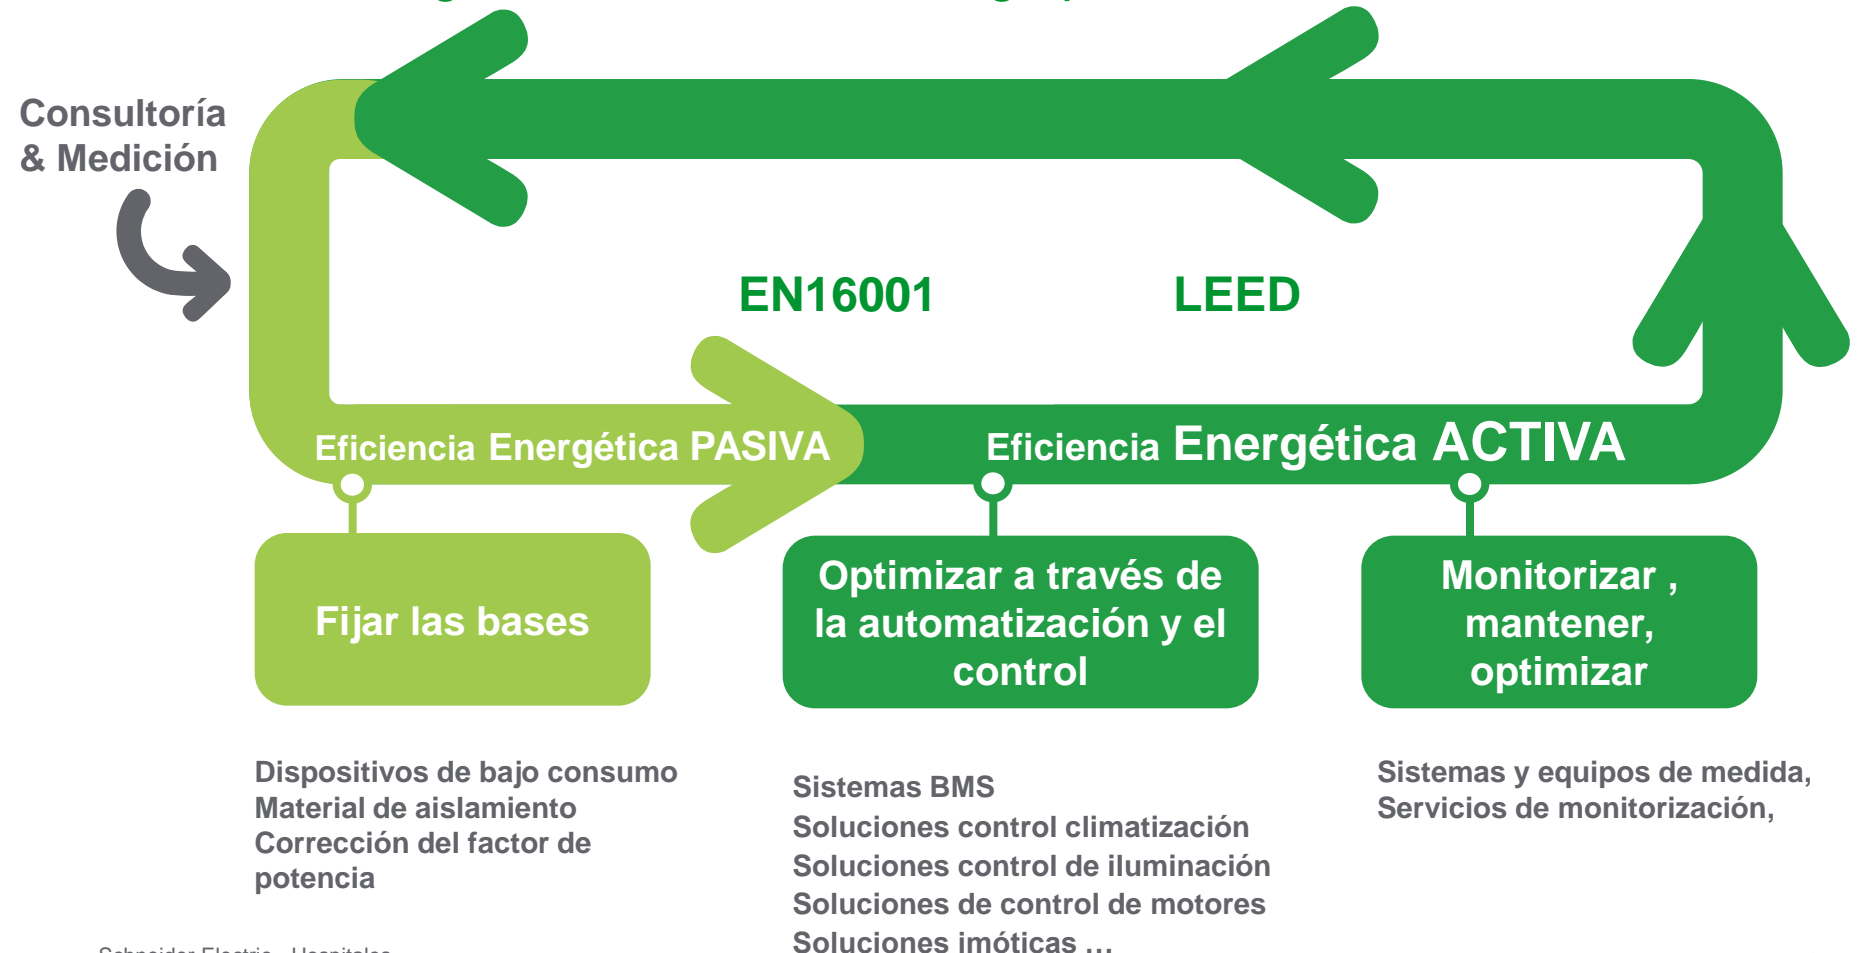 Consultoría
& Medición
EN16001 LEED
Eficiencia Energética PASIVA Eficiencia Energética ACTIVA
Fijar las bases
Optimizar a través de
la automatización y el
control
Monitorizar ,
mantener,
optimizar
Dispositivos de bajo consumo
Material de aislamiento
Corrección del factor de
potencia
Sistemas BMS
Soluciones control climatización
Soluciones control de iluminación
Soluciones de control de motores
Soluciones imóticas ...
Sistemas y equipos de medida,
Servicios de monitorización,
Schneider Electric - Hospitales